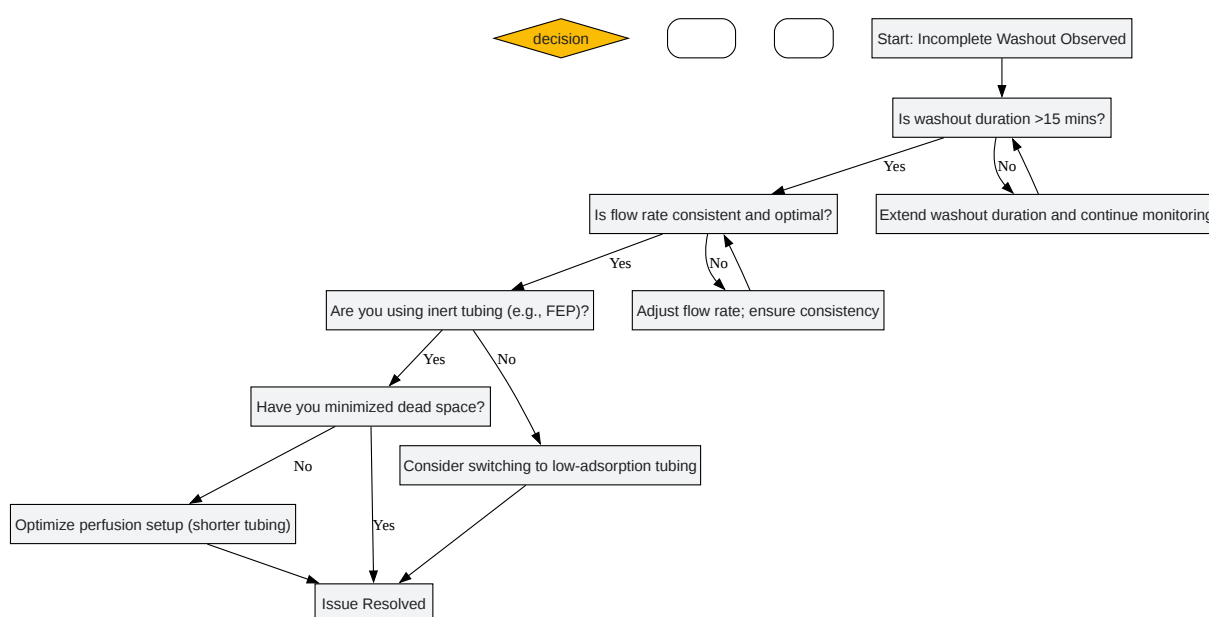 decision
Start: Incomplete Washout Observed
Is washout duration >15 mins?
Yes
No
Is flow rate consistent and optimal?
Extend washout duration and continue monitoring
Yes
No
Are you using inert tubing (e.g., FEP)?
Adjust flow rate; ensure consistency
Yes
No
Have you minimized dead space?
Consider switching to low-adsorption tubing
No
Yes
Optimize perfusion setup (shorter tubing)
Issue Resolved